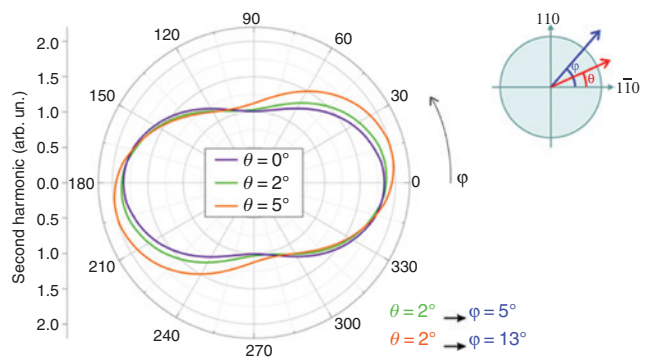 90
120
60
150
30
180
0
210
330
240
300
270
2.0
1.5
1.0
0.5
0.0
0.5
1.0
1.5
2.0
Second harmonic (arb. un.)
θ = 0°
θ = 2°
θ = 5°
φ
110
φ
θ
11̅0
θ = 2° → φ = 5°
θ = 2° → φ = 13°